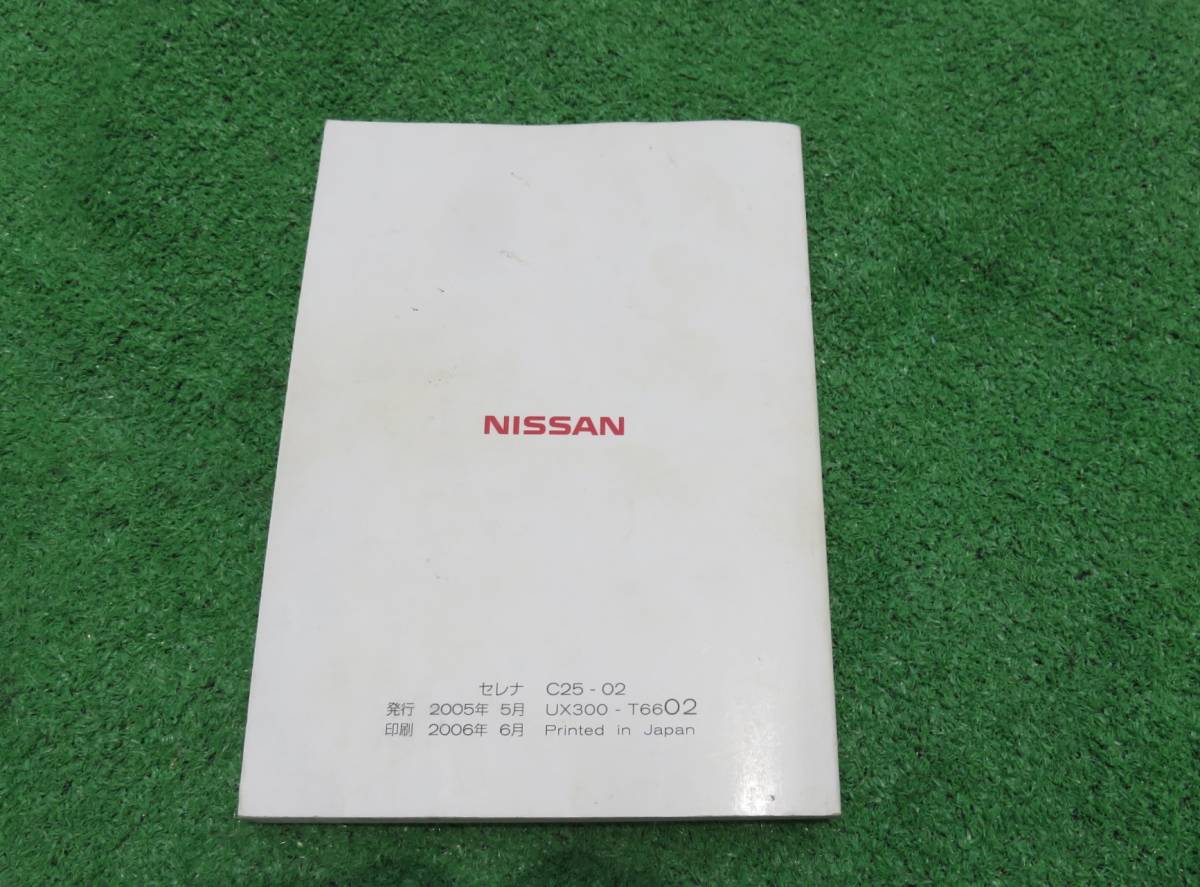 NISSAN
セレナ C25 - 02
発行 2005年 5月 UX300 - T6602
印刷 2006年 6月 Printed in Japan